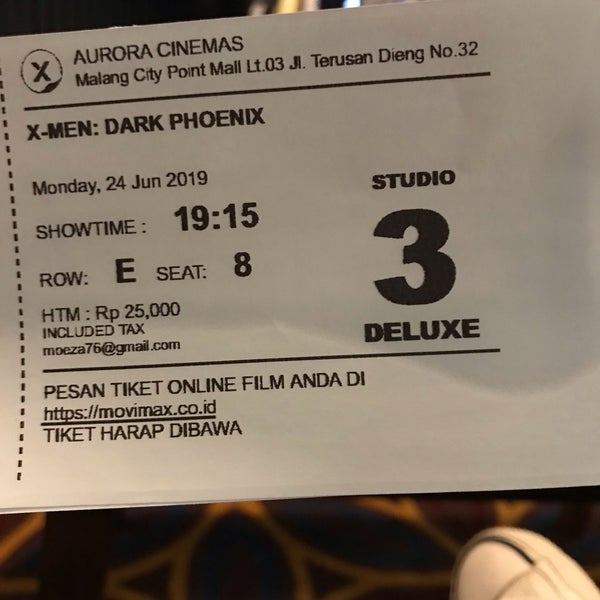 X
AURORA CINEMAS
Malang City Point Mall Lt.03 Jl. Terusan Dieng No.32
X-MEN: DARK PHOENIX
Monday, 24 Jun 2019
SHOWTIME : 19:15
ROW: E SEAT: 8
HTM : Rp 25,000
INCLUDED TAX
moeza76@gmail.com
STUDIO
3
DELUXE
PESAN TIKET ONLINE FILM ANDA DI
https://movimax.co.id
TIKET HARAP DIBAWA